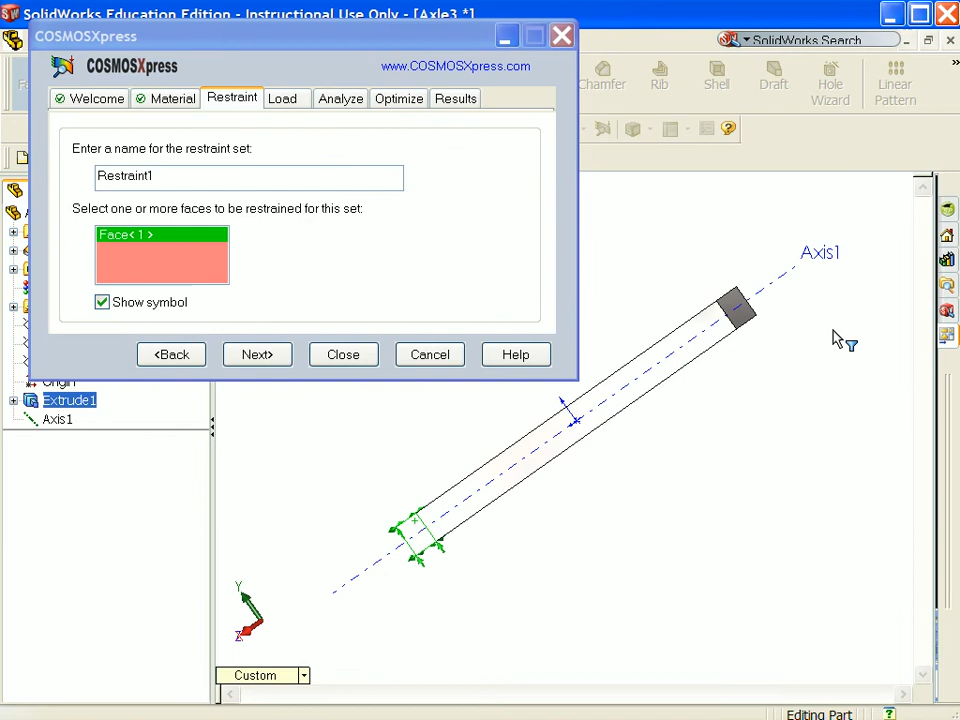 SolidWorks Education Edition - Instructional Use Only - [Axle3 *]
COSMOSXpress
SolidWorks Search
COSMOSXpress
www.COSMOSXpress.com
Chamfer
Rib
Shell
Draft
Hole Wizard
Linear Pattern
Welcome
Material
Restraint
Load
Analyze
Optimize
Results
Enter a name for the restraint set:
Restraint1
Select one or more faces to be restrained for this set:
Face<1>
Show symbol
<Back
Next>
Close
Cancel
Help
Origin
Extrude1
Axis1
Axis1
Y
Z
Custom
Editing Part